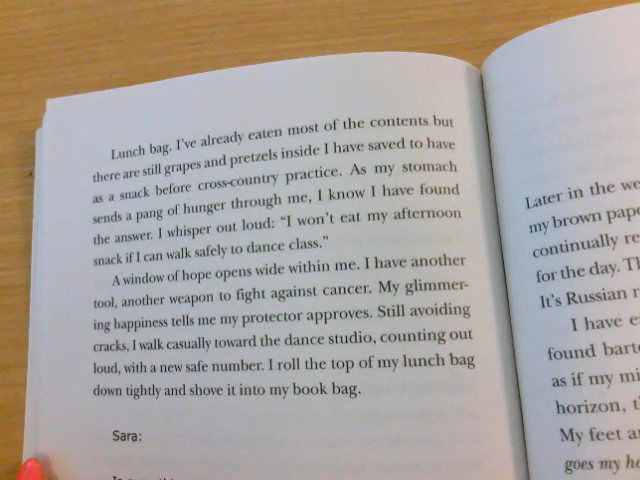 Lunch bag. I've already eaten most of the contents but
there are still grapes and pretzels inside I have saved to have
as a snack before cross-country practice. As my stomach
sends a pang of hunger through me, I know I have found
the answer. I whisper out loud: “I won't eat my afternoon
snack if I can walk safely to dance class.”
A window of hope opens wide within me. I have another
tool, another weapon to fight against cancer. My glimmer-
ing happiness tells me my protector approves. Still avoiding
cracks, I walk casually toward the dance studio, counting out
loud, with a new safe number. I roll the top of my lunch bag
down tightly and shove it into my book bag.
Sara:
Later in the we
my brown pape
continually re
for the day. Th
It's Russian r
I have e
found barte
as if my mi
horizon, t
My feet a
goes my h